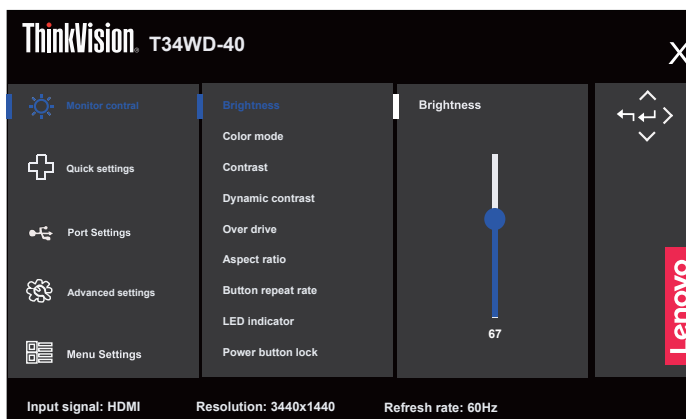 ThinkVision. T34WD-40
X
Monitor contral
Quick settings
Port Settings
Advanced settings
Menu Settings
Brightness
Color mode
Contrast
Dynamic contrast
Over drive
Aspect ratio
Button repeat rate
LED indicator
Power button lock
Brightness
67
Lenovo
Input signal: HDMI Resolution: 3440x1440 Refresh rate: 60Hz